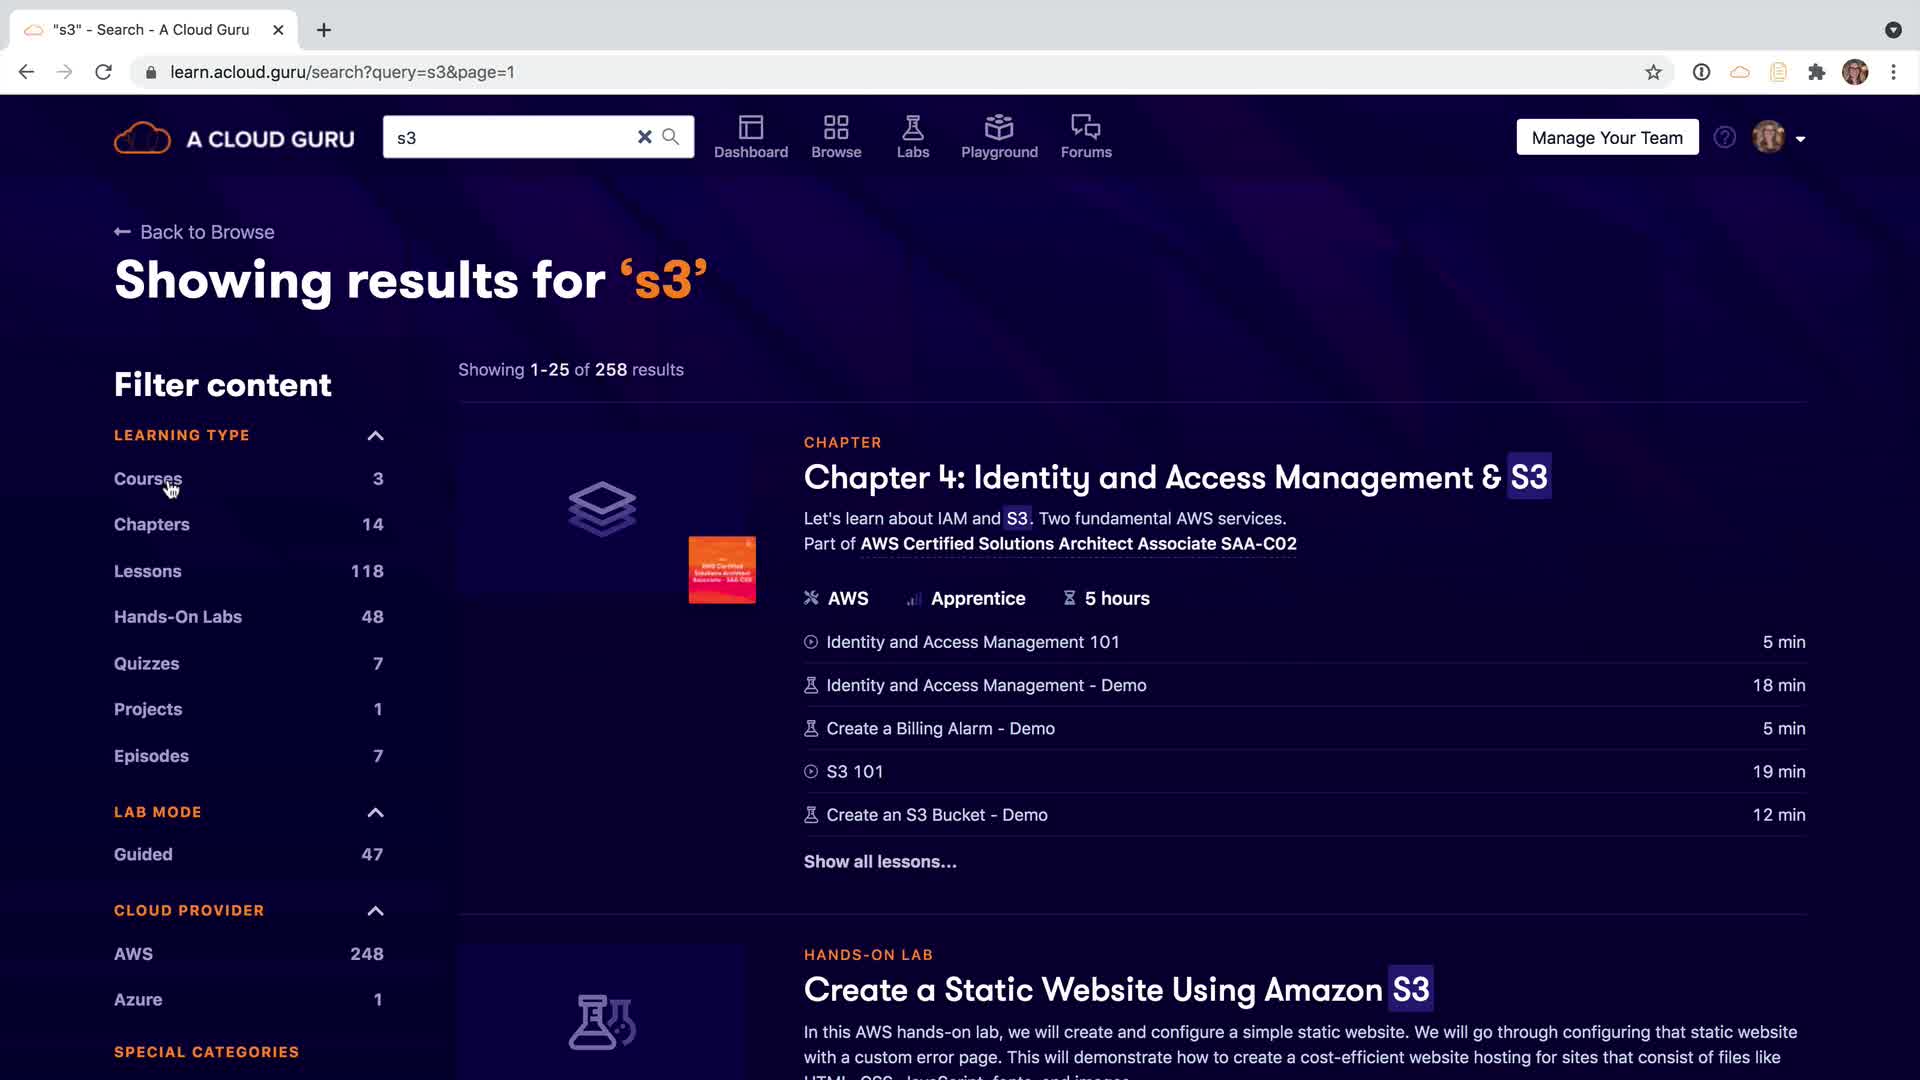 "s3" - Search - A Cloud Guru
learn.acloud.guru/search?query=s3&page=1
A CLOUD GURU
s3
Dashboard
Browse
Labs
Playground
Forums
Manage Your Team
Back to Browse
Showing results for ‘s3’
Filter content
Showing 1-25 of 258 results
LEARNING TYPE
Courses 3
Chapters 14
Lessons 118
Hands-On Labs 48
Quizzes 7
Projects 1
Episodes 7
LAB MODE
Guided 47
CLOUD PROVIDER
AWS 248
Azure 1
SPECIAL CATEGORIES
CHAPTER
Chapter 4: Identity and Access Management & S3
Let's learn about IAM and S3. Two fundamental AWS services.
Part of AWS Certified Solutions Architect Associate SAA-C02
AWS Certified
Solutions Architect
Associate - SAA-C02
AWS Apprentice 5 hours
Identity and Access Management 101 5 min
Identity and Access Management - Demo 18 min
Create a Billing Alarm - Demo 5 min
S3 101 19 min
Create an S3 Bucket - Demo 12 min
Show all lessons...
HANDS-ON LAB
Create a Static Website Using Amazon S3
In this AWS hands-on lab, we will create and configure a simple static website. We will go through configuring that static website
with a custom error page. This will demonstrate how to create a cost-efficient website hosting for sites that consist of files like